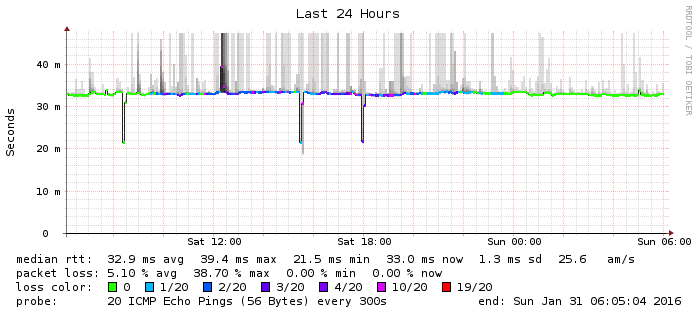 Last 24 Hours
RRDTOOL / TOBI OETIKER
Seconds
40 m
30 m
20 m
10 m
0
Sat 12:00 Sat 18:00 Sun 00:00 Sun 06:00
median rtt: 32.9 ms avg 39.4 ms max 21.5 ms min 33.0 ms now 1.3 ms sd 25.6 am/s
packet loss: 5.10 % avg 38.70 % max 0.00 % min 0.00 % now
loss color: 0 1/20 2/20 3/20 4/20 10/20 19/20
probe: 20 ICMP Echo Pings (56 Bytes) every 300s end: Sun Jan 31 06:05:04 2016